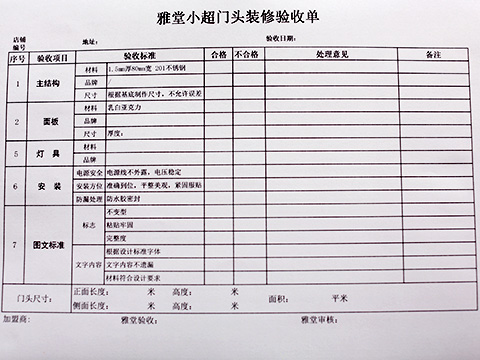 雅堂小超门头装修验收单
店铺编号 地址: 验收日期:
序号 验收项目 验收标准 合格 不合格 处理意见 备注
1 主结构 材料 1.5mm厚80mm宽 201不锈钢
品牌 /
尺寸 根据基底制作尺寸，不允许误差
2 面板 材料 乳白亚克力
品牌
尺寸 厚度:
5 灯 具 材料
品牌
6 安 装 电源安全 电源线不外露，电压稳定
安装方位 准确到位，平整美观，紧固服贴
防漏处理 防水胶密封
7 图文标准 标志 不变型
粘贴牢固
完整度
文字内容 根据设计标准字体
文字内容不遗漏
材料符合设计要求
门头尺寸: 正面长度: 米 高度: 米 面积: 平米
侧面长度: 米 高度: 米
加盟商: 雅堂验收: 雅堂审核: